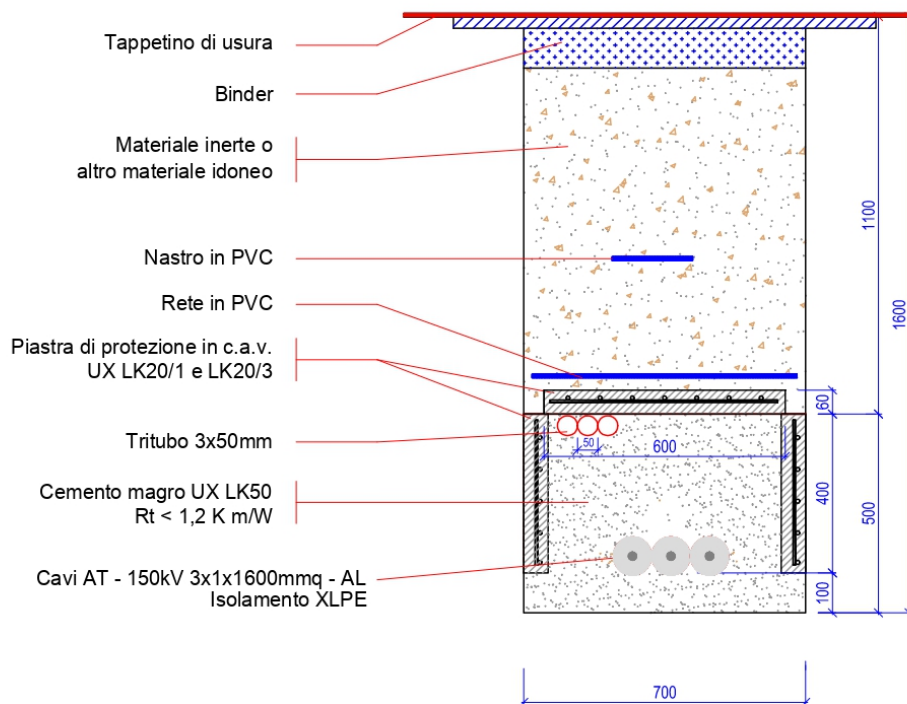 Tappetino di usura
Binder
Materiale inerte o
altro materiale idoneo
Nastro in PVC
Rete in PVC
Piastra di protezione in c.a.v.
UX LK20/1 e LK20/3
Tritubo 3x50mm
Cemento magro UX LK50
Rt < 1,2 K m/W
Cavi AT - 150kV 3x1x1600mmq - AL
Isolamento XLPE
1100
1600
60
50
600
400
500
100
700